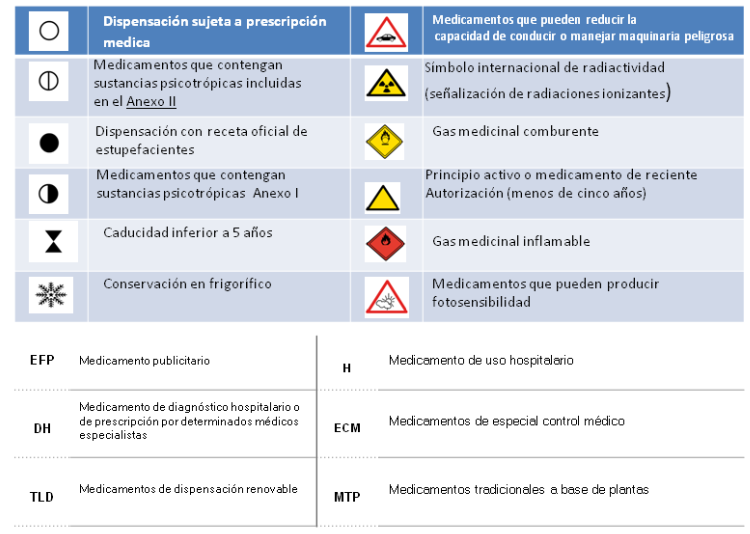 Dispensación sujeta a prescripción
medica
Medicamentos que pueden reducir la
capacidad de conducir o manejar maquinaria peligrosa
Medicamentos que contengan
sustancias psicotrópicas incluidas
en el Anexo II
Símbolo internacional de radiactividad
(señalización de radiaciones ionizantes)
Dispensación con receta oficial de
estupefacientes
Gas medicinal comburente
Medicamentos que contengan
sustancias psicotrópicas Anexo I
Principio activo o medicamento de reciente
Autorización (menos de cinco años)
Caducidad inferior a 5 años
Gas medicinal inflamable
Conservación en frigorífico
Medicamentos que pueden producir
fotosensibilidad
EFP
Medicamento publicitario
H
Medicamento de uso hospitalario
DH
Medicamento de diagnóstico hospitalario o
de prescripción por determinados médicos
especialistas
ECM
Medicamentos de especial control médico
TLD
Medicamentos de dispensación renovable
MTP
Medicamentos tradicionales a base de plantas